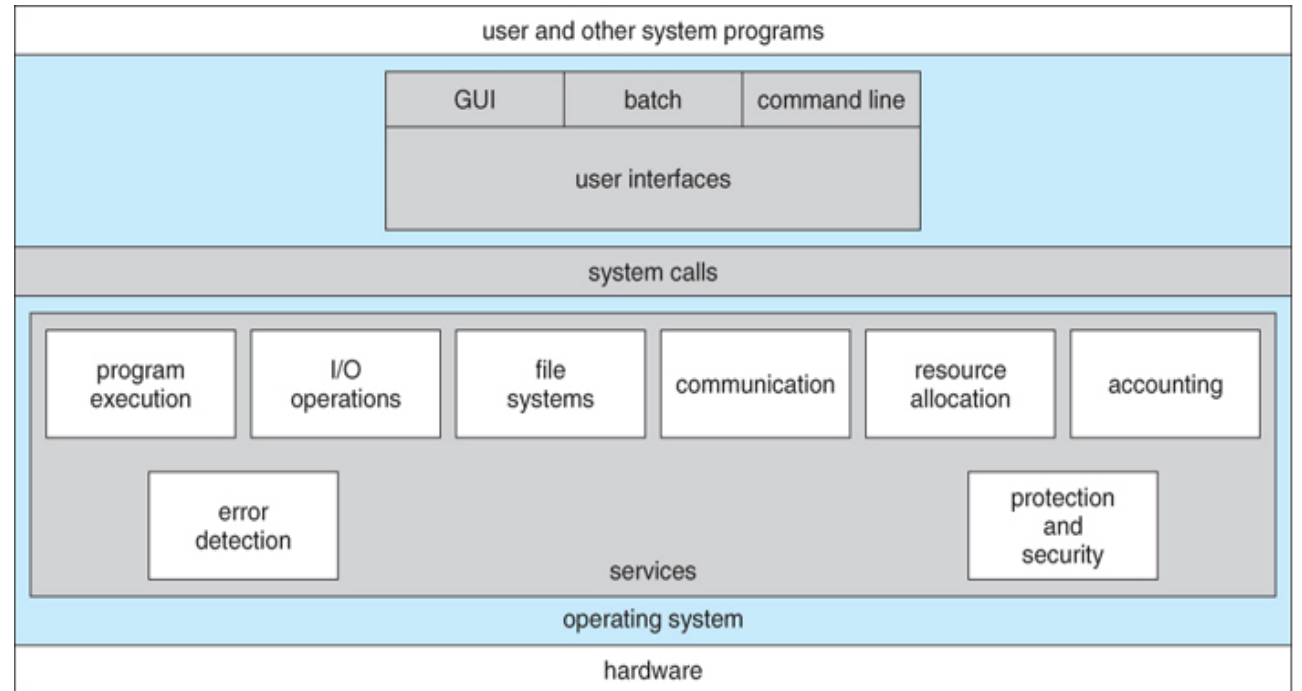 user and other system programs
GUI
batch
command line
user interfaces
system calls
program
execution
I/O
operations
file
systems
communication
resource
allocation
accounting
error
detection
protection
and
security
services
operating system
hardware